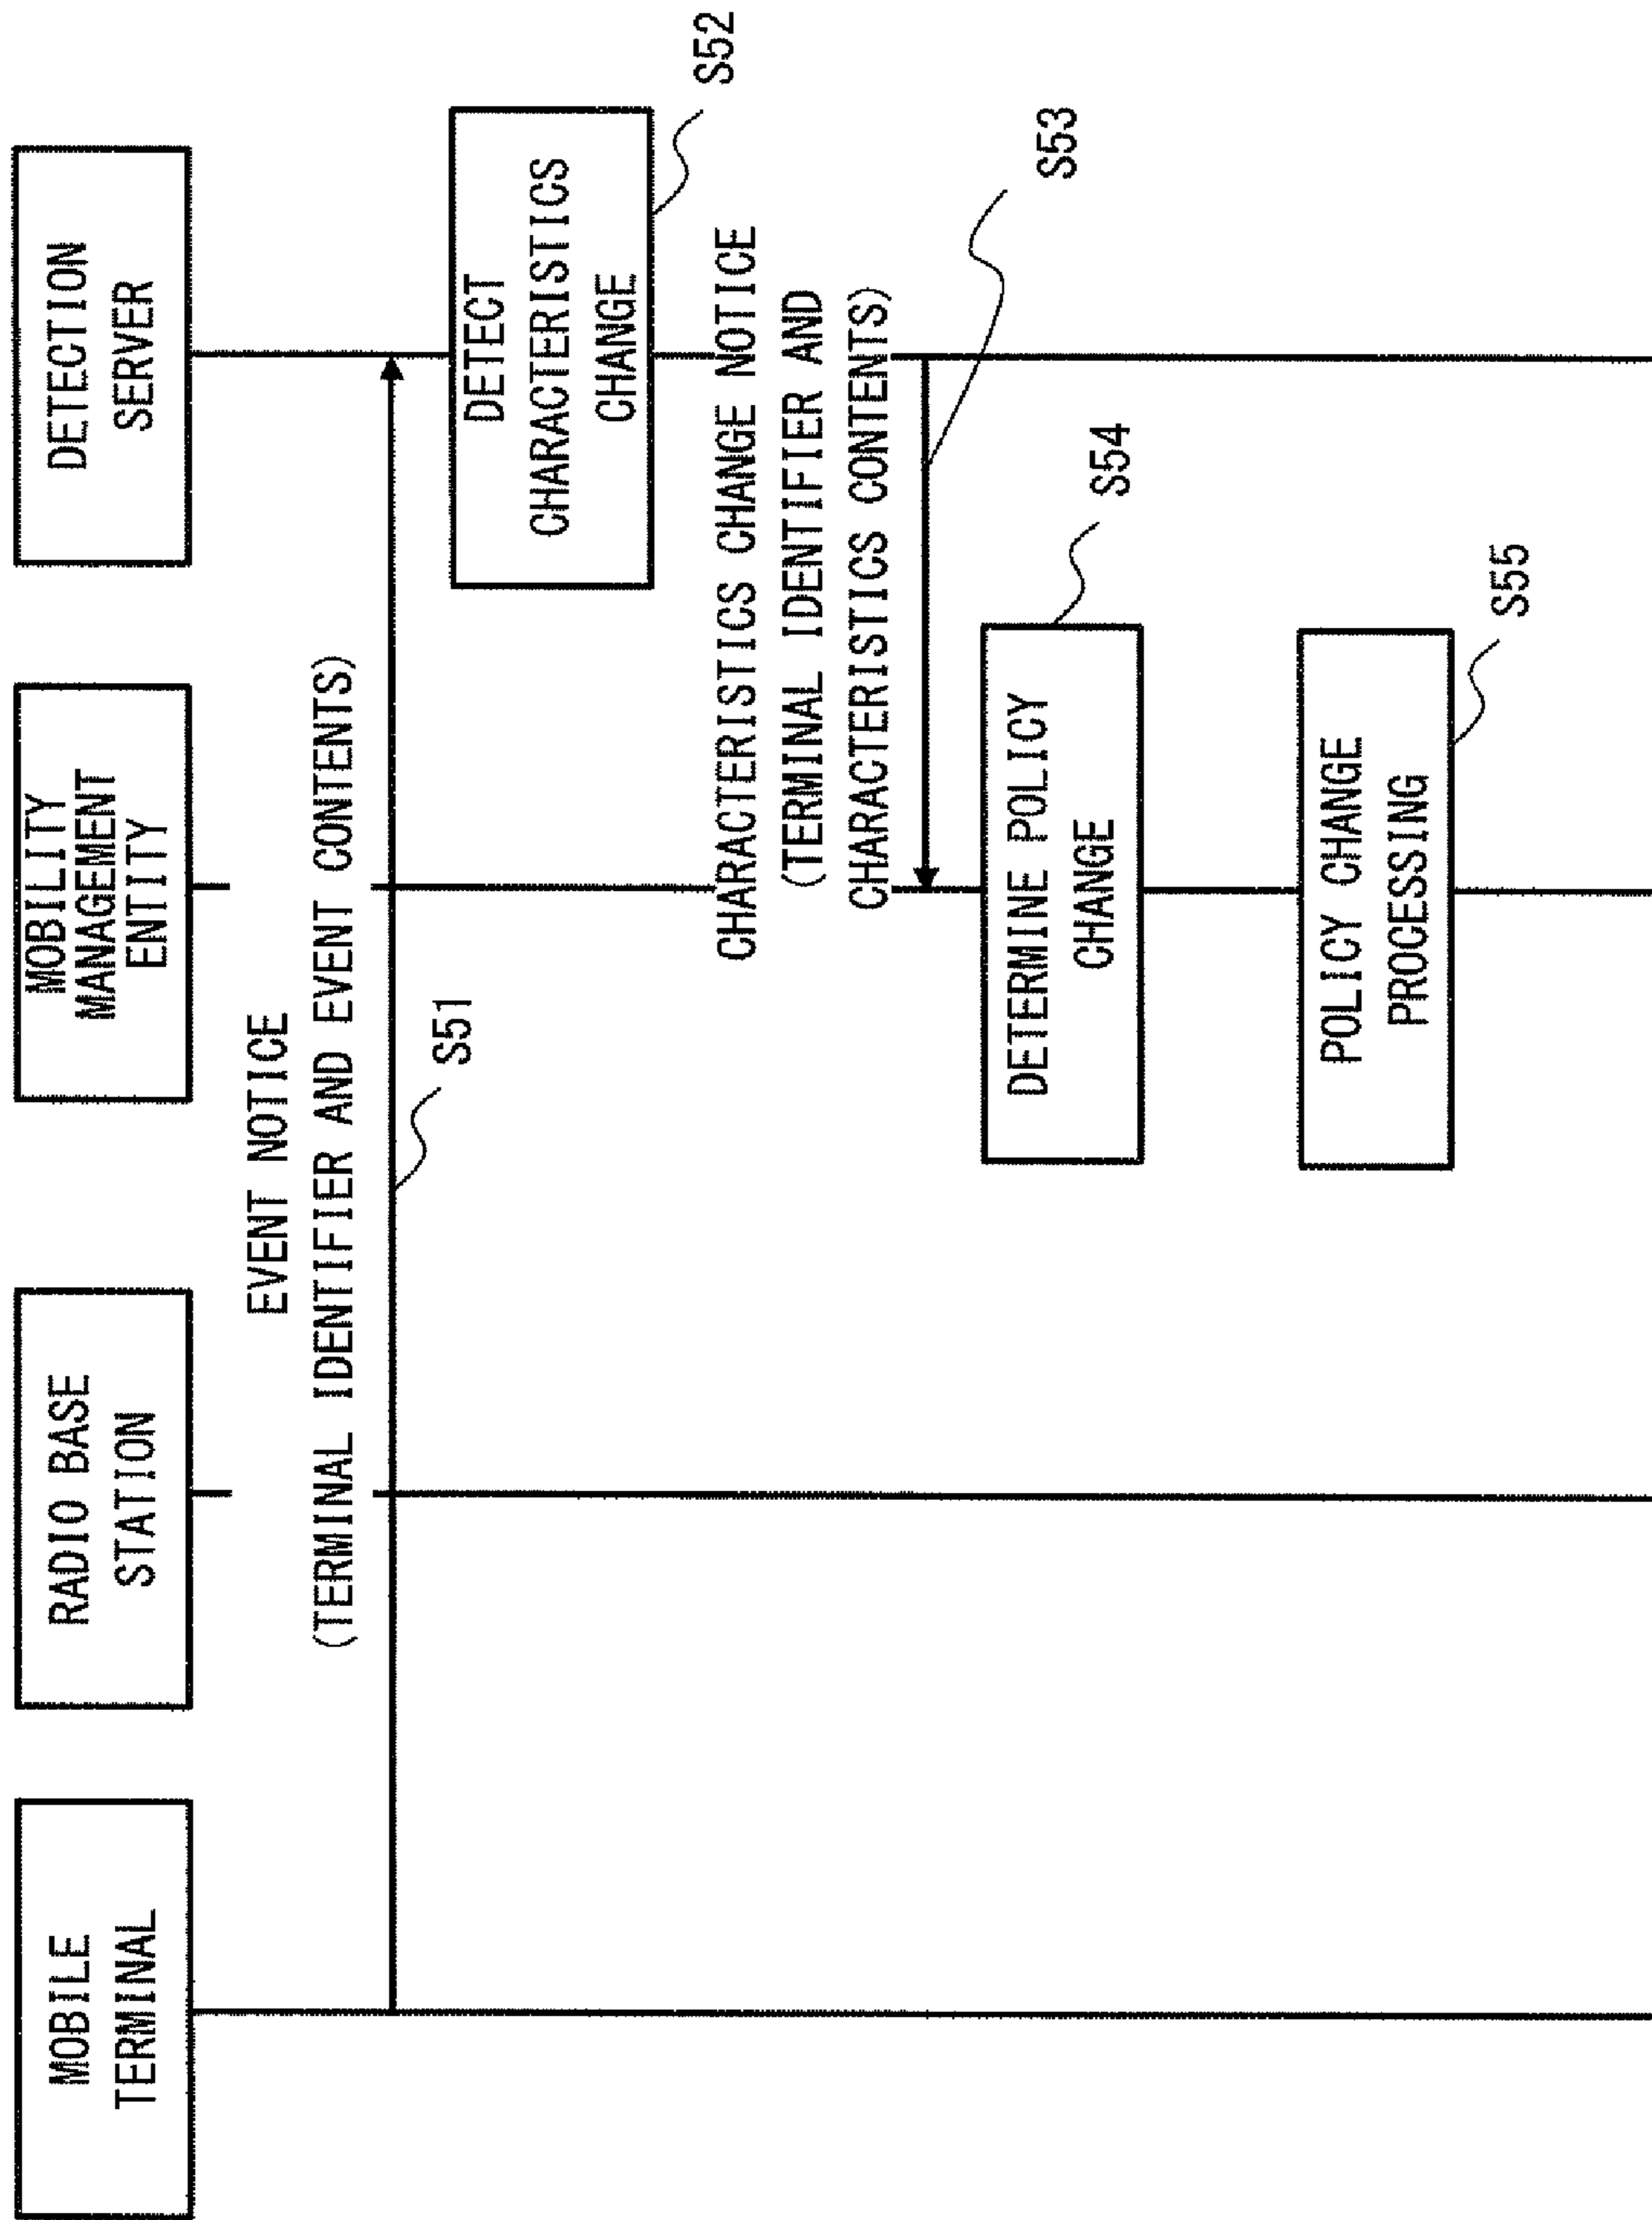 MOBILE
TERMINAL
RADIO BASE
STATION
MOBILITY
MANAGEMENT
ENTITY
DETECTION
SERVER
EVENT NOTICE
(TERMINAL IDENTIFIER AND EVENT CONTENTS)
S51
DETECT
CHARACTERISTICS
CHANGE
S52
CHARACTERISTICS CHANGE NOTICE
(TERMINAL IDENTIFIER AND
CHARACTERISTICS CONTENTS)
S53
DETERMINE POLICY
CHANGE
S54
POLICY CHANGE
PROCESSING
S55